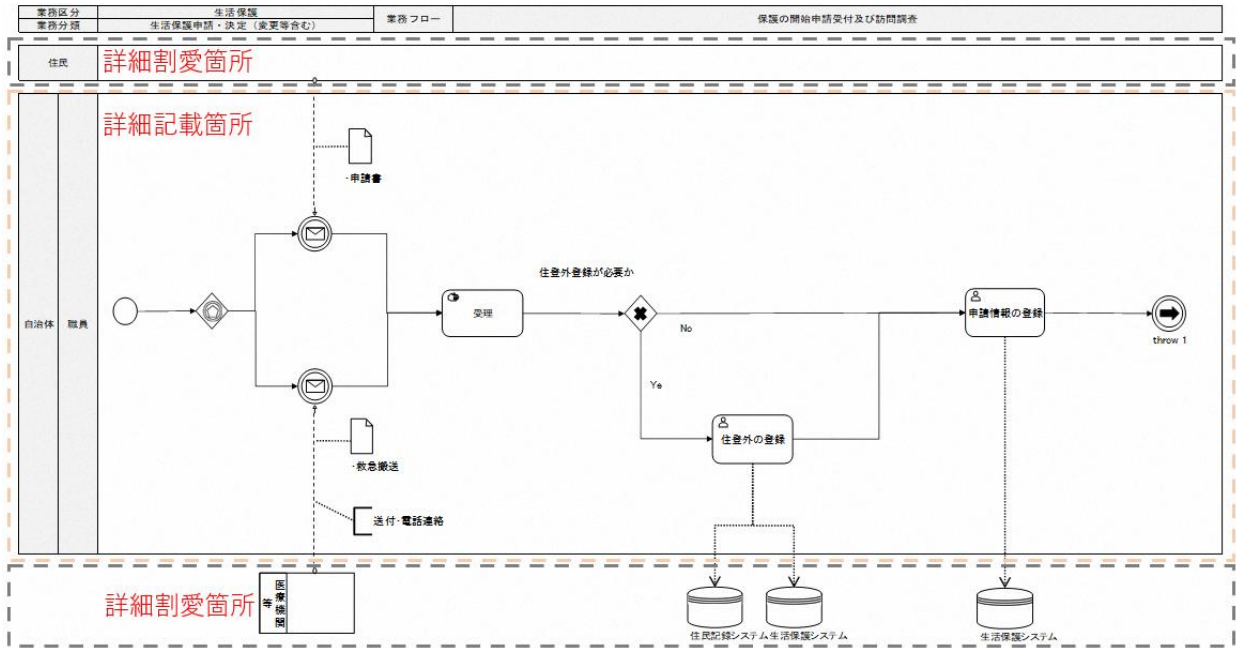 業務区分
生活保護
業務フロー
保護の開始申請受付及び訪問調査
業務分類
生活保護申請・決定（変更等含む）
住民
詳細割愛箇所
詳細記載箇所
・申請書
住登外登録が必要か
自治体
職員
受理
No
申請情報の登録
throw 1
Ye
住登外の登録
・救急搬送
送付・電話連絡
詳細割愛箇所
医療機関
等
住民記録システム
生活保護システム
生活保護システム